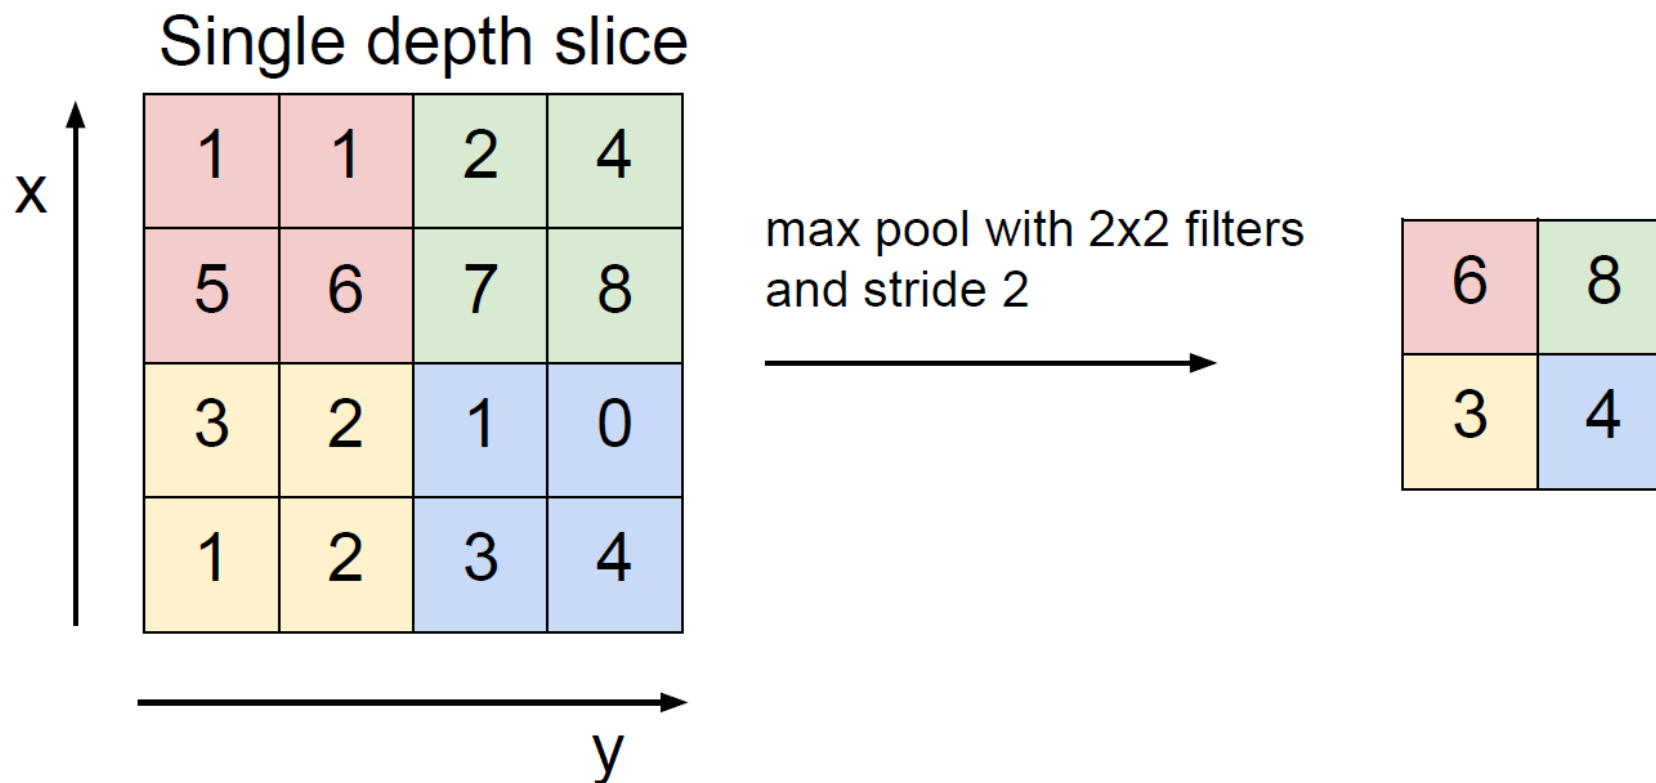 Single depth slice
x
1 1 2 4
5 6 7 8
3 2 1 0
1 2 3 4
y
max pool with 2x2 filters
and stride 2
6 8
3 4